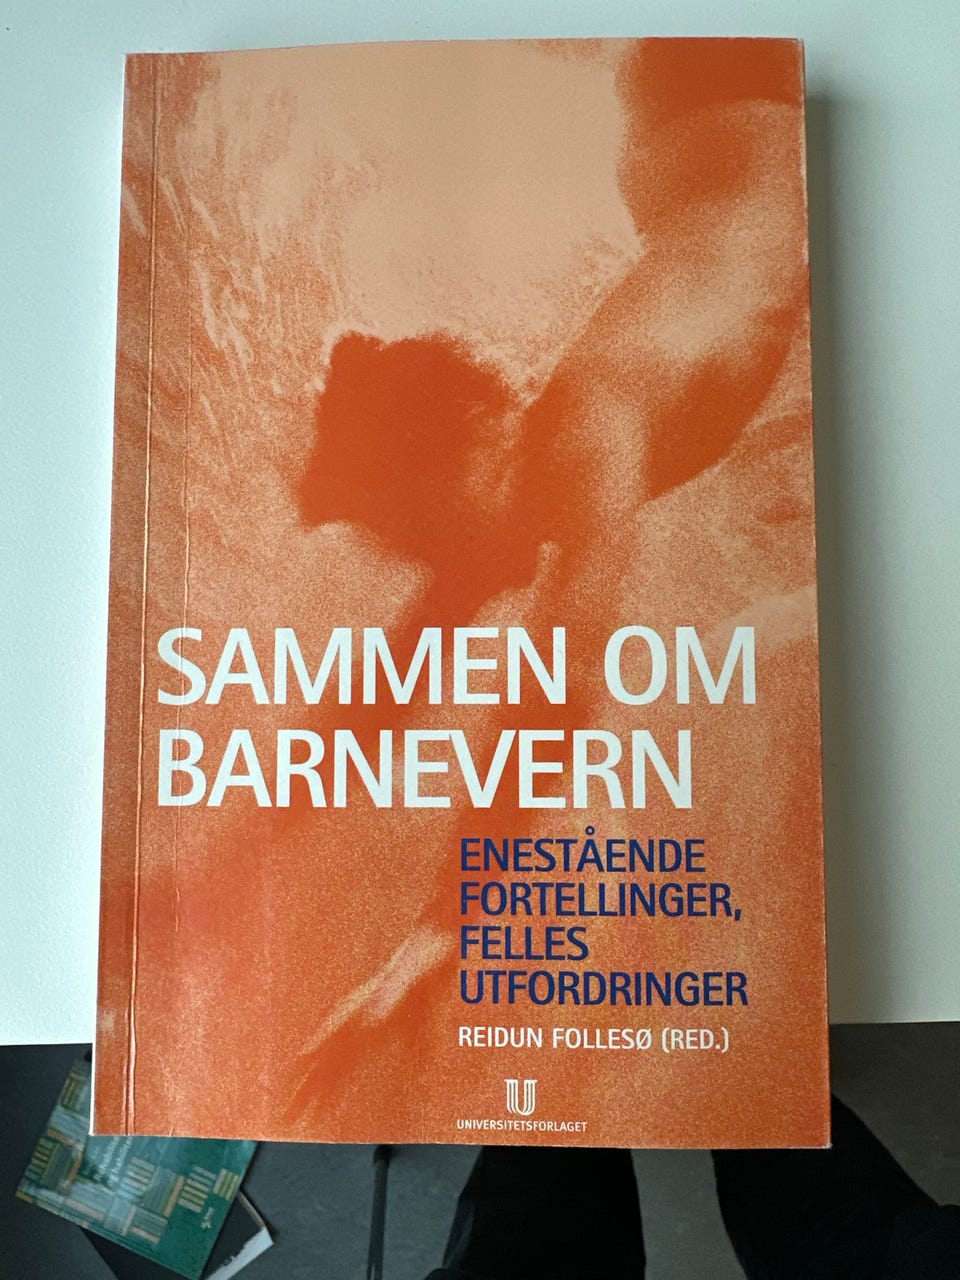 SAMMEN OM
BARNEVERN
ENESTÅENDE
FORTELLINGER,
FELLES
UTFORDRINGER
REIDUN FOLLESØ (RED.)
U
UNIVERSITETSFORLAGET